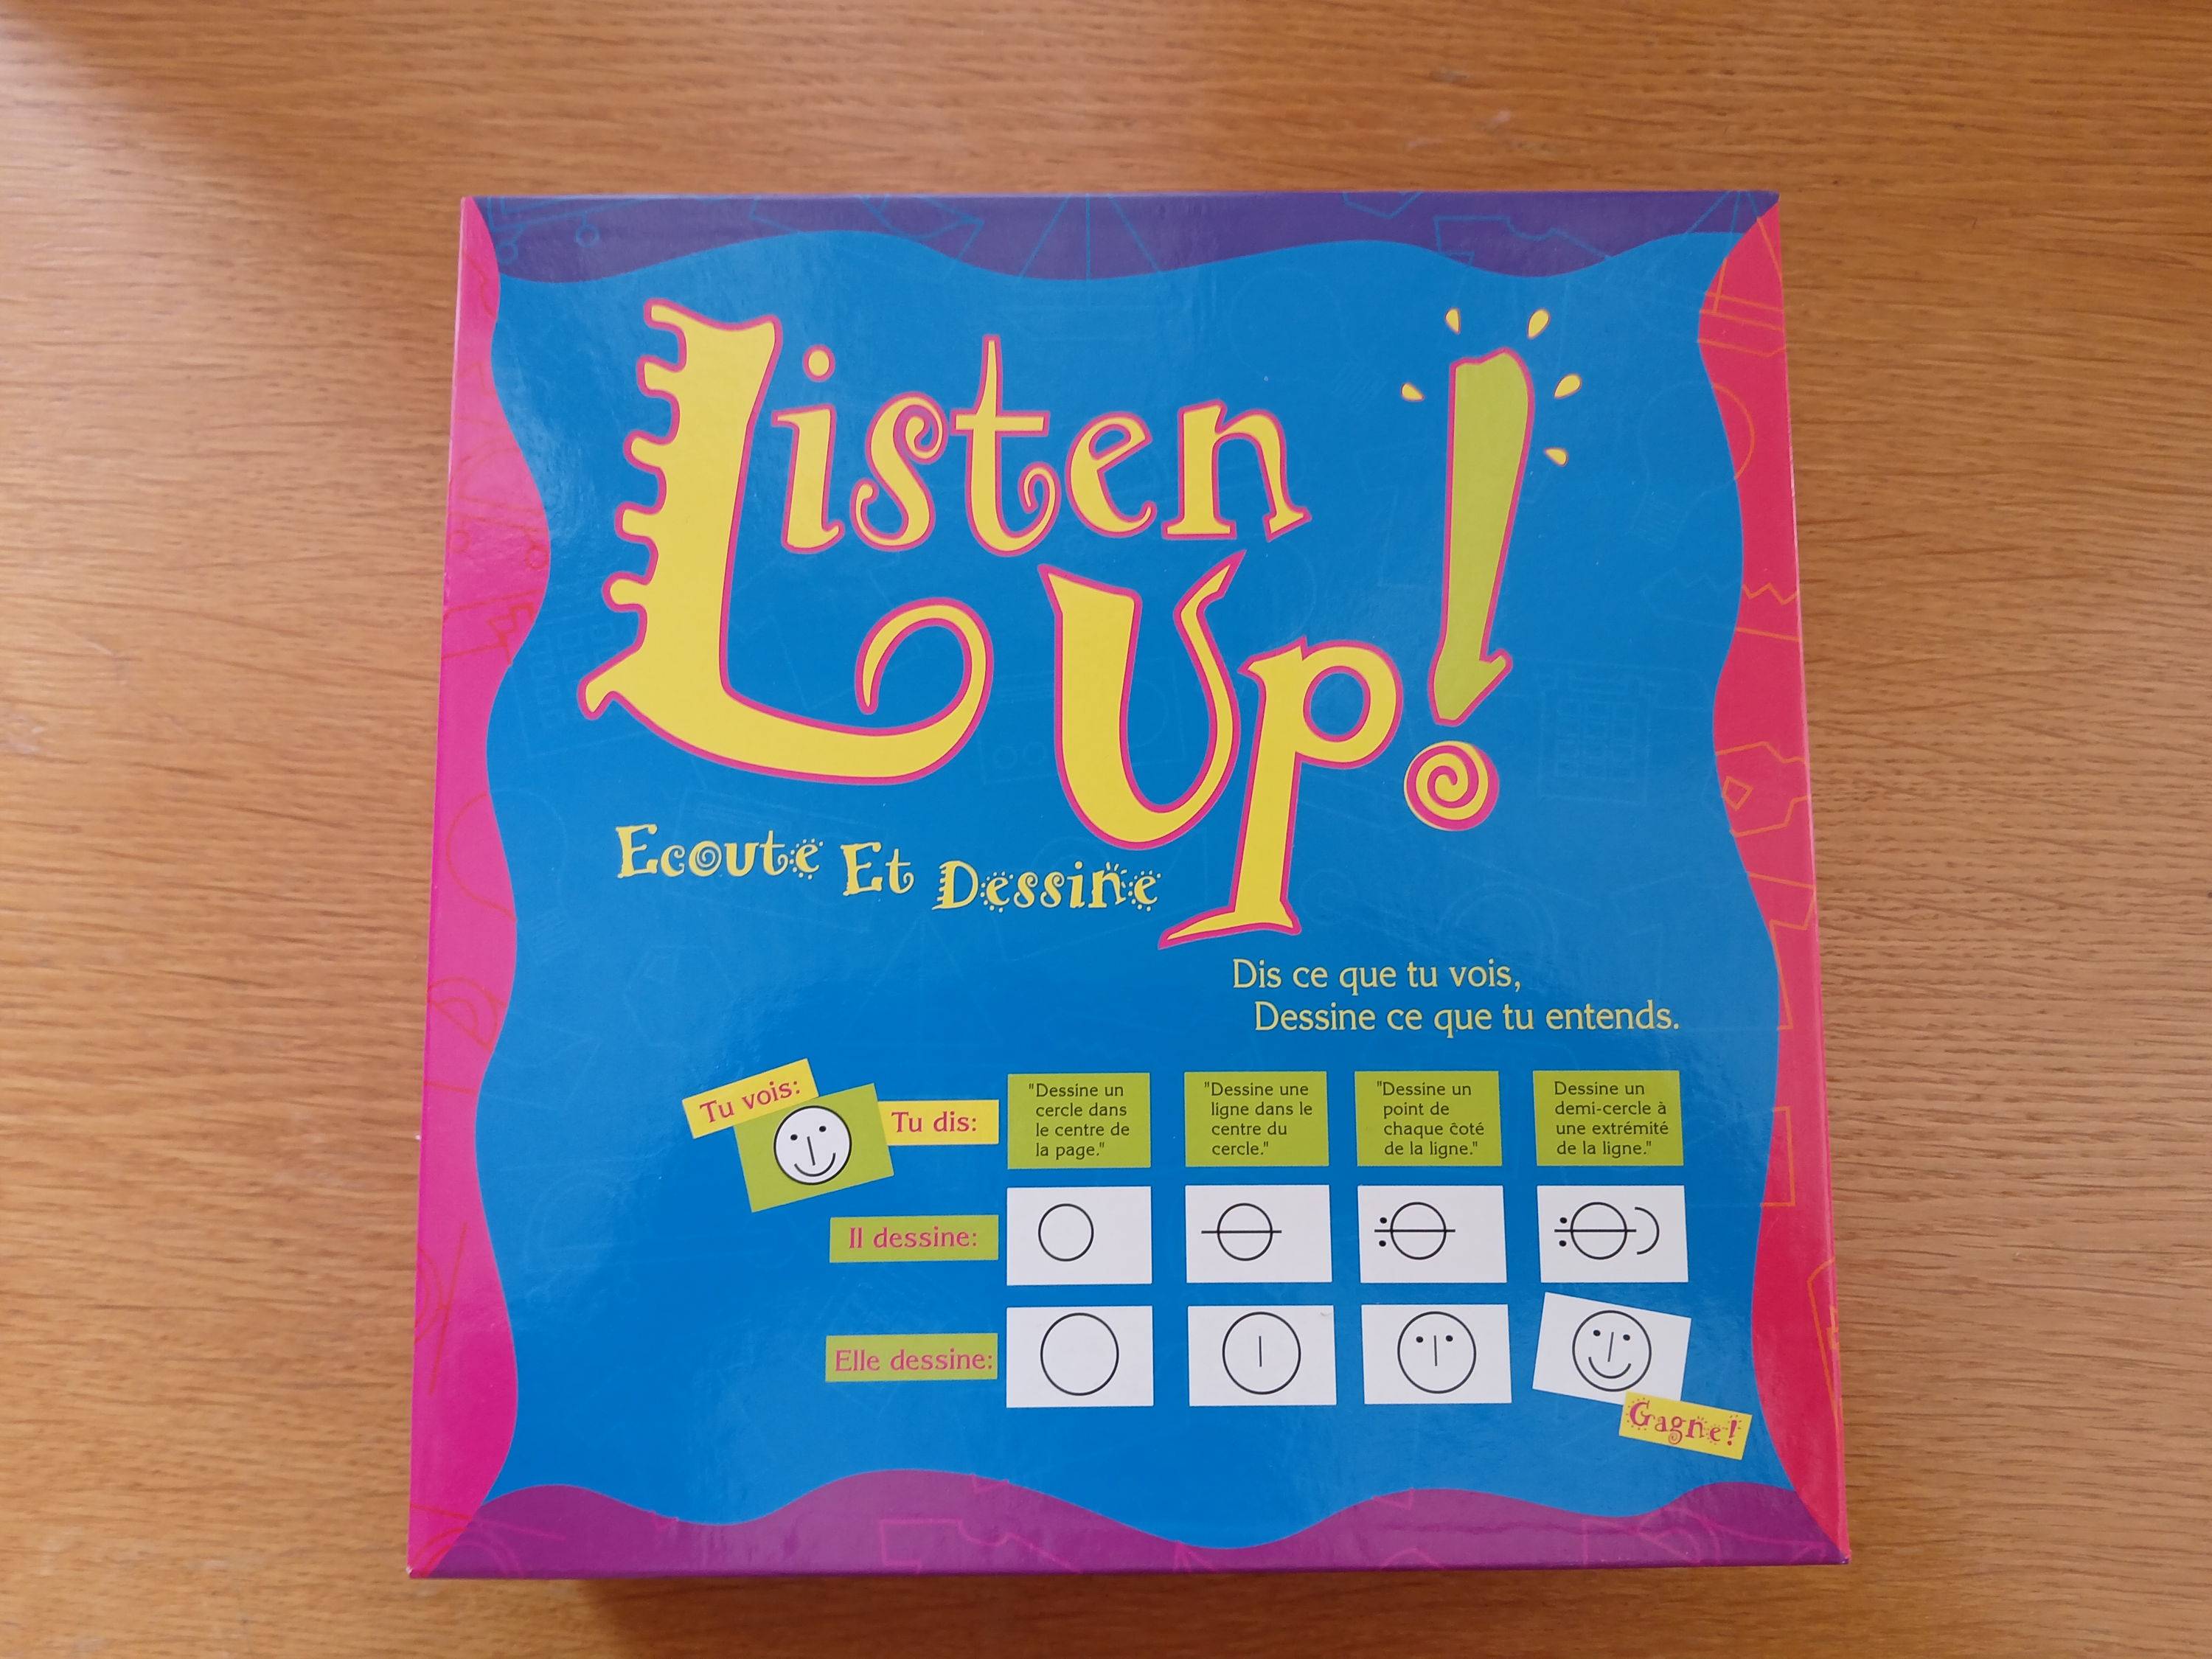 Listen
Up!
Ecoute Et Dessine
Dis ce que tu vois,
Dessine ce que tu entends.
Tu vois:
Tu dis:
"Dessine un
cercle dans
le centre de
la page."
"Dessine une
ligne dans le
centre du
cercle."
"Dessine un
point de
chaque ĉoté
de la ligne."
Dessine un
demi-cercle à
une extrémité
de la ligne."
Il dessine:
Elle dessine:
Gagne!